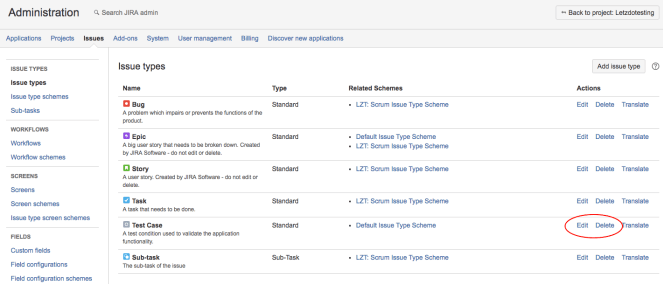 Administration
Search JIRA admin
Back to project: Letzdotesting
Applications Projects Issues Add-ons System User management Billing Discover new applications
ISSUE TYPES
Issue types
Issue type schemes
Sub-tasks
WORKFLOWS
Workflows
Workflow schemes
SCREENS
Screens
Screen schemes
Issue type screen schemes
FIELDS
Custom fields
Field configurations
Field configuration schemes
Issue types
Add issue type
Name Type Related Schemes Actions
Bug Standard • LZT: Scrum Issue Type Scheme Edit Delete Translate
A problem which impairs or prevents the functions of the
product.
Epic Standard • Default Issue Type Scheme Edit Delete Translate
A big user story that needs to be broken down. Created
• LZT: Scrum Issue Type Scheme
by JIRA Software - do not edit or delete.
Story Standard • LZT: Scrum Issue Type Scheme Edit Delete Translate
A user story. Created by JIRA Software - do not edit or
delete.
Task Standard • LZT: Scrum Issue Type Scheme Edit Delete Translate
A task that needs to be done.
Test Case Standard • Default Issue Type Scheme Edit Delete Translate
A test condition used to validate the application
functionality.
Sub-task Sub-Task • LZT: Scrum Issue Type Scheme Edit Delete Translate
The sub-task of the issue